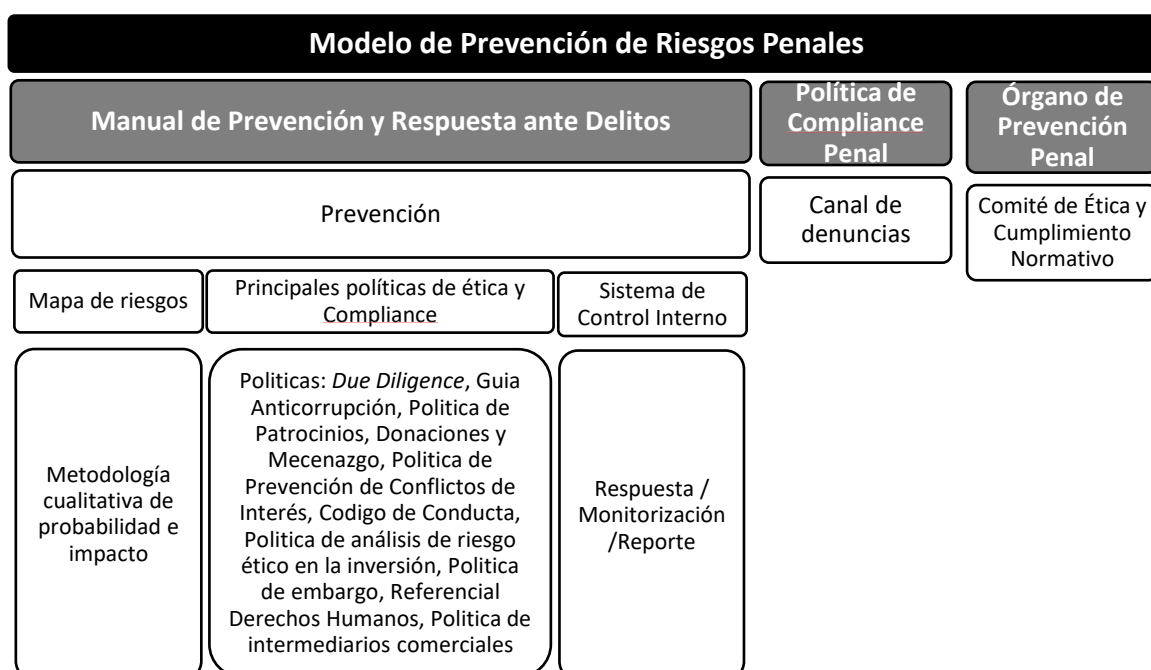 Modelo de Prevención de Riesgos Penales
Manual de Prevención y Respuesta ante Delitos
Política de
Compliance
Penal
Órgano de
Prevención
Penal
Prevención
Canal de
denuncias
Comité de Ética y
Cumplimiento
Normativo
Mapa de riesgos
Principales políticas de ética y
Compliance
Sistema de
Control Interno
Metodología
cualitativa de
probabilidad e
impacto
Politicas: Due Diligence, Guia
Anticorrupción, Politica de
Patrocinios, Donaciones y
Mecenazgo, Politica de
Prevención de Conflictos de
Interés, Codigo de Conducta,
Politica de análisis de riesgo
ético en la inversión, Politica
de embargo, Referencial
Derechos Humanos, Politica de
intermediarios comerciales
Respuesta /
Monitorización
/Reporte